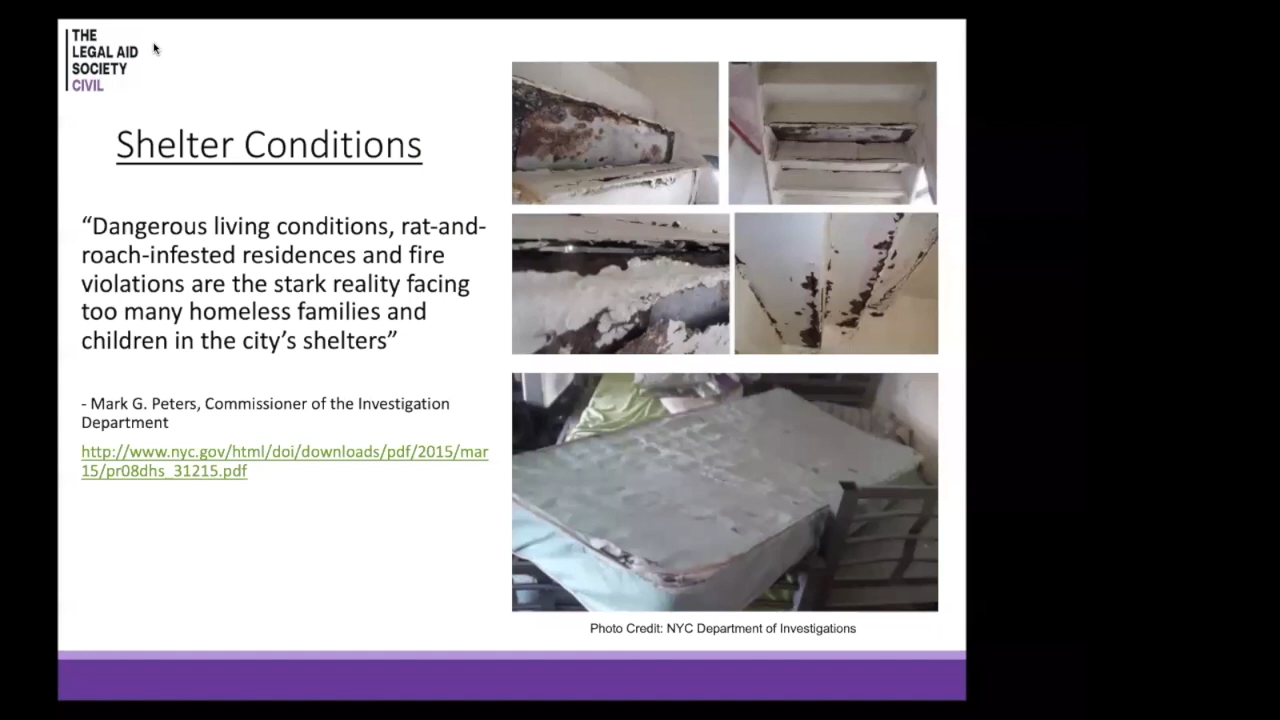 THE
LEGAL AID
SOCIETY
CIVIL
Shelter Conditions
“Dangerous living conditions, rat-and-
roach-infested residences and fire
violations are the stark reality facing
too many homeless families and
children in the city’s shelters”
- Mark G. Peters, Commissioner of the Investigation
Department
http://www.nyc.gov/html/doi/downloads/pdf/2015/mar
15/pr08dhs_31215.pdf
Photo Credit: NYC Department of Investigations